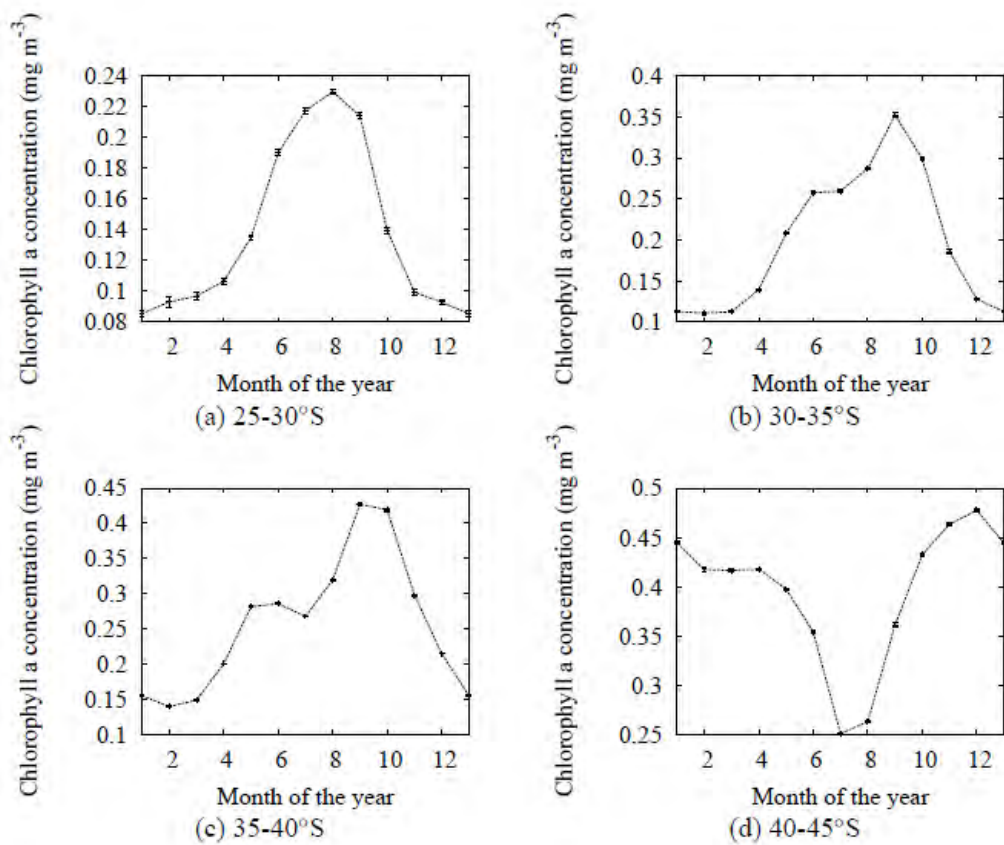 Chlorophyll a concentration (mg m⁻³)
0.24
0.22
0.2
0.18
0.16
0.14
0.12
0.1
0.08
2 4 6 8 10 12
Month of the year
(a) 25-30°S
Chlorophyll a concentration (mg m⁻³)
0.4
0.35
0.3
0.25
0.2
0.15
0.1
2 4 6 8 10 12
Month of the year
(b) 30-35°S
Chlorophyll a concentration (mg m⁻³)
0.45
0.4
0.35
0.3
0.25
0.2
0.15
0.1
2 4 6 8 10 12
Month of the year
(c) 35-40°S
Chlorophyll a concentration (mg m⁻³)
0.5
0.45
0.4
0.35
0.3
0.25
2 4 6 8 10 12
Month of the year
(d) 40-45°S